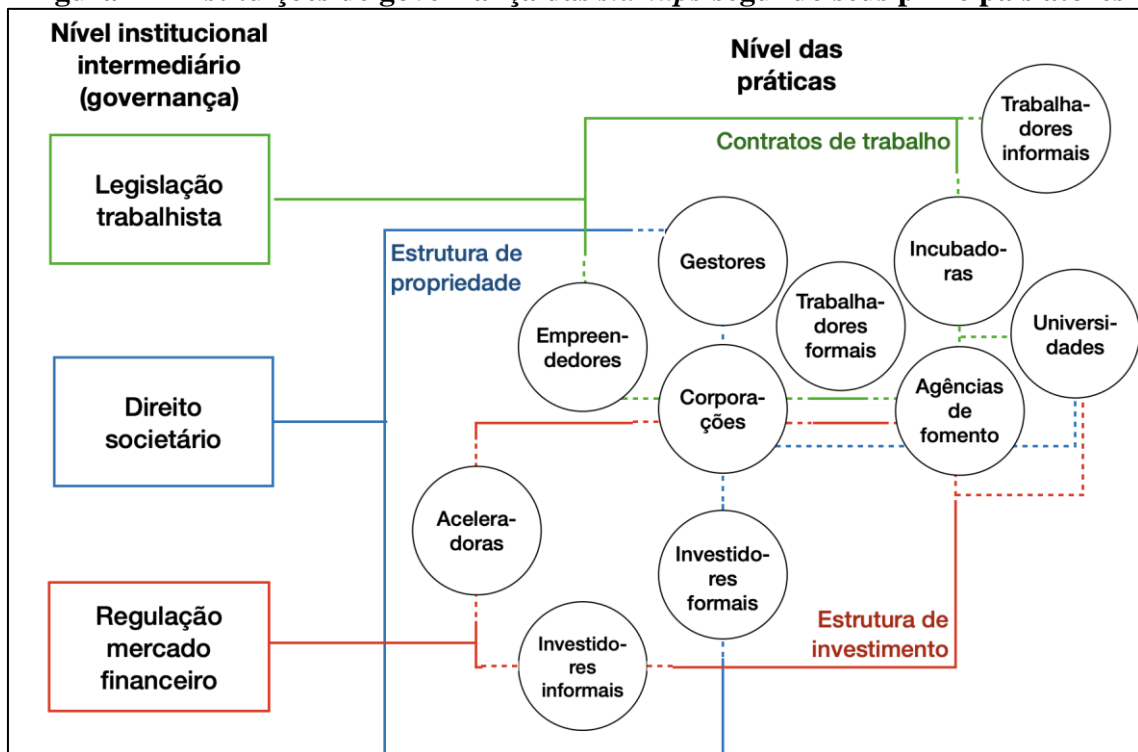 Nível institucional
intermediário
(governança)
Nível das
práticas
Legislação
trabalhista
Contratos de trabalho
Trabalha-
dores
informais
Estrutura de
propriedade
Gestores
Incubado-
ras
Empreen-
dedores
Trabalha-
dores
formais
Universi-
dades
Direito
societário
Corpora-
ções
Agências
de
fomento
Acelera-
doras
Investido-
res
formais
Regulação
mercado
financeiro
Investido-
res
informais
Estrutura de
investimento